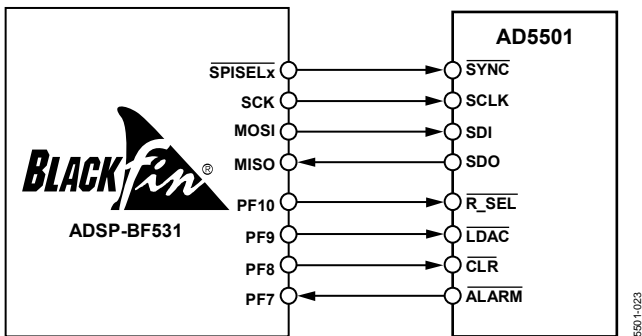 AD5501
SPISELx SYNC
SCK SCLK
MOSI SDI
MISO SDO
BLACKfin®
PF10 R_SEL
ADSP-BF531
PF9 LDAC
PF8 CLR
PF7 ALARM
5501-023